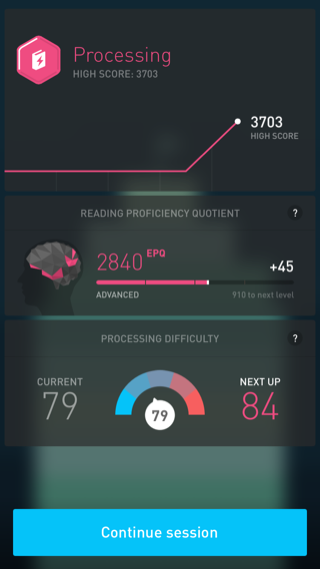 Processing
HIGH SCORE: 3703
3703
HIGH SCORE
READING PROFICIENCY QUOTIENT ?
2840 EPQ
+45
ADVANCED 910 to next level
PROCESSING DIFFICULTY ?
CURRENT NEXT UP
79 79 84
Continue session